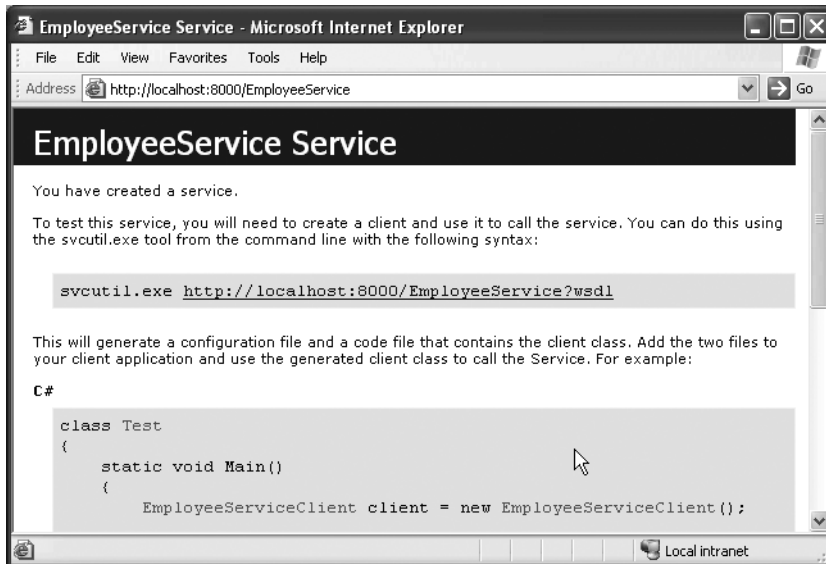 EmployeeService Service - Microsoft Internet Explorer
File Edit View Favorites Tools Help
Address http://localhost:8000/EmployeeService Go
EmployeeService Service
You have created a service.
To test this service, you will need to create a client and use it to call the service. You can do this using
the svcutil.exe tool from the command line with the following syntax:
svcutil.exe http://localhost:8000/EmployeeService?wsdl
This will generate a configuration file and a code file that contains the client class. Add the two files to
your client application and use the generated client class to call the Service. For example:
C#
class Test
{
static void Main()
{
EmployeeServiceClient client = new EmployeeServiceClient();
Local intranet